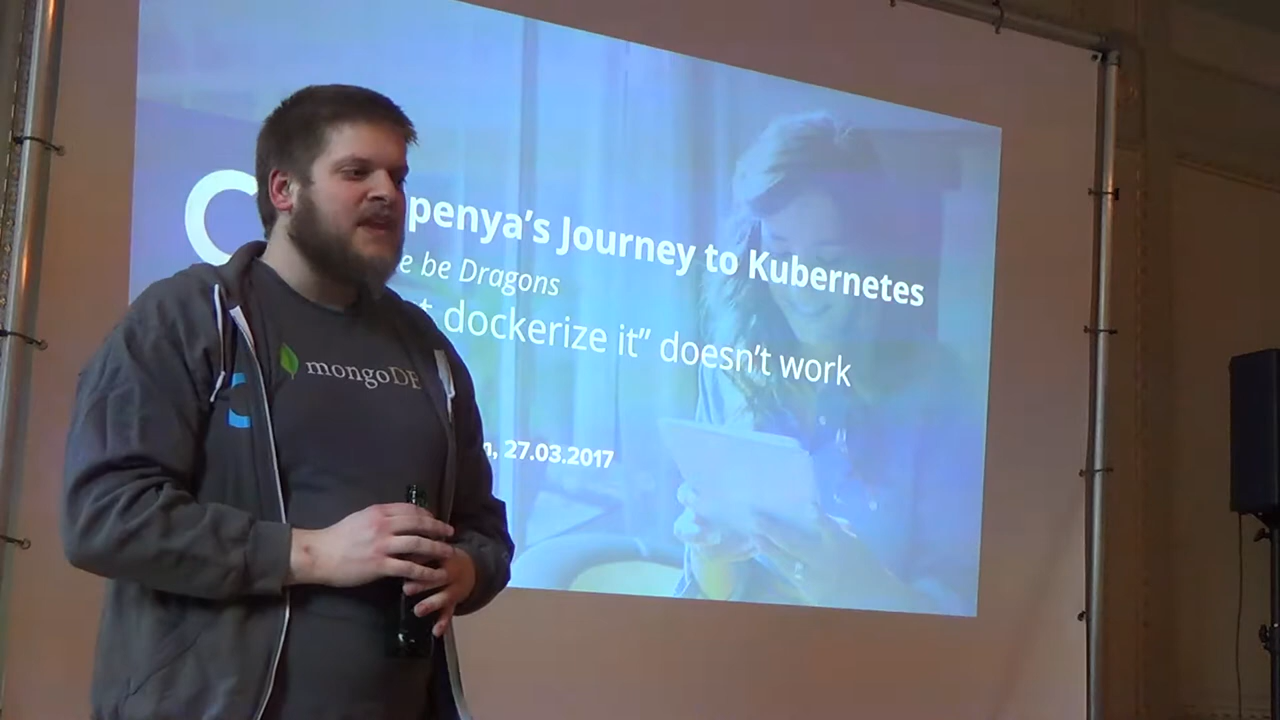 penya's Journey to Kubernetes
e be Dragons
t dockerize it" doesn't work
, 27.03.2017
mongoDB